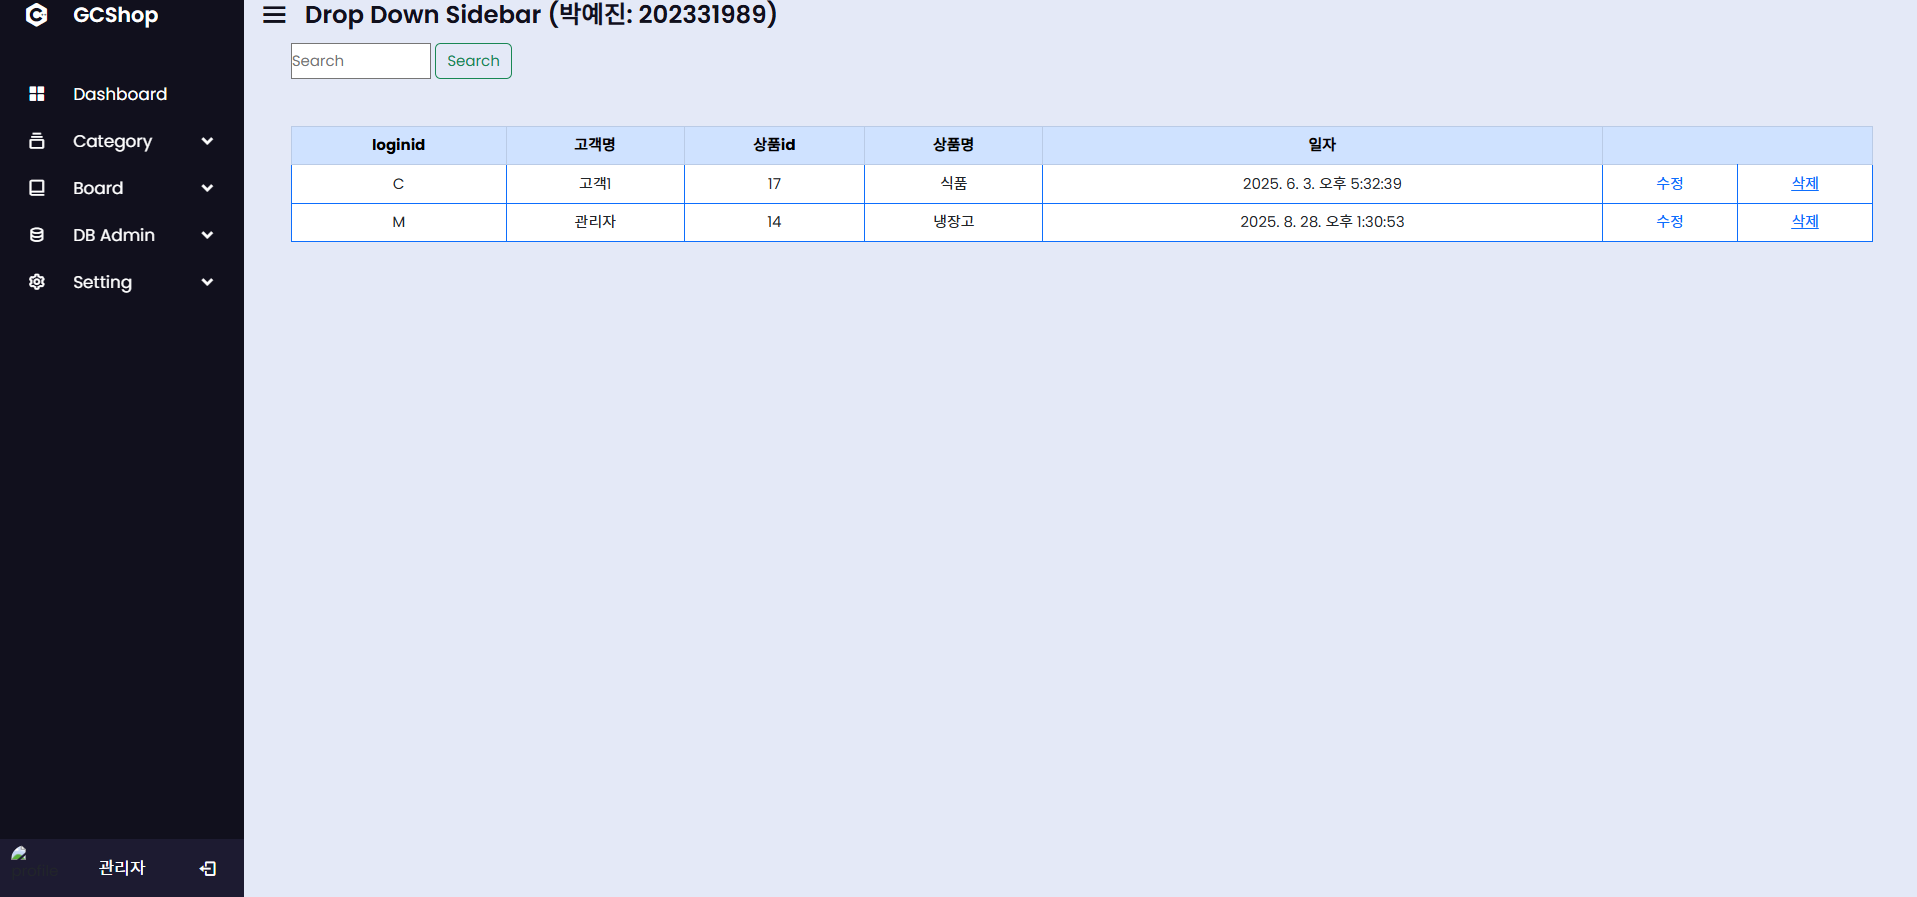 GCShop
Dashboard
Category
Board
DB Admin
Setting
profile
관리자
Drop Down Sidebar (박예진: 202331989)
Search Search
loginid 고객명 상품id 상품명 일자
C 고객1 17 식품 2025. 6. 3. 오후 5:32:39 수정 삭제
M 관리자 14 냉장고 2025. 8. 28. 오후 1:30:53 수정 삭제